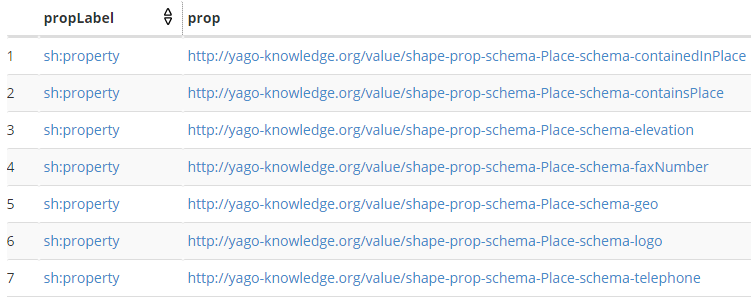 propLabel prop
1 sh:property http://yago-knowledge.org/value/shape-prop-schema-Place-schema-containedInPlace
2 sh:property http://yago-knowledge.org/value/shape-prop-schema-Place-schema-containsPlace
3 sh:property http://yago-knowledge.org/value/shape-prop-schema-Place-schema-elevation
4 sh:property http://yago-knowledge.org/value/shape-prop-schema-Place-schema-faxNumber
5 sh:property http://yago-knowledge.org/value/shape-prop-schema-Place-schema-geo
6 sh:property http://yago-knowledge.org/value/shape-prop-schema-Place-schema-logo
7 sh:property http://yago-knowledge.org/value/shape-prop-schema-Place-schema-telephone